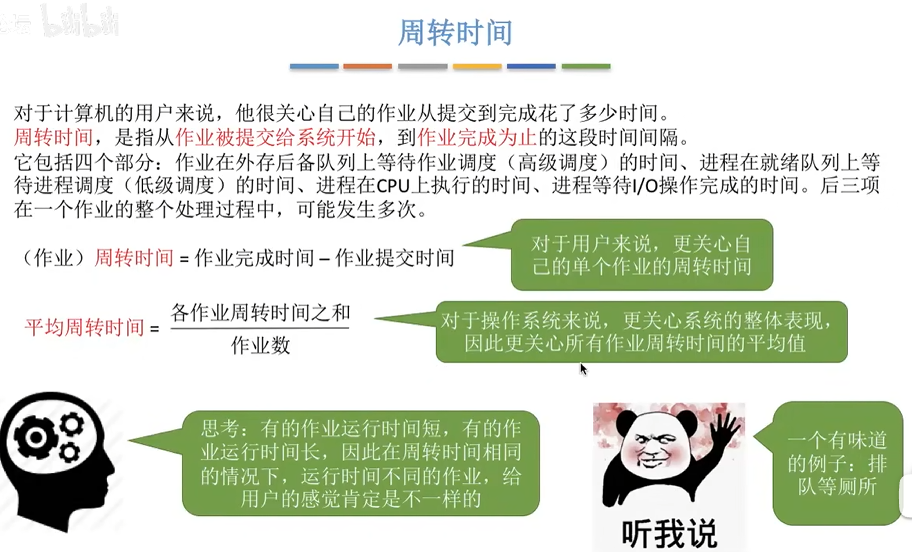 bilibili
周转时间
对于计算机的用户来说，他很关心自己的作业从提交到完成花了多少时间。
周转时间，是指从作业被提交给系统开始，到作业完成为止的这段时间间隔。
它包括四个部分：作业在外存后备队列上等待作业调度（高级调度）的时间、进程在就绪队列上等
待进程调度（低级调度）的时间、进程在CPU上执行的时间、进程等待I/O操作完成的时间。后三项
在一个作业的整个处理过程中，可能发生多次。
（作业）周转时间 = 作业完成时间 – 作业提交时间
对于用户来说，更关心自
己的单个作业的周转时间
平均周转时间 =
各作业周转时间之和
作业数
对于操作系统来说，更关心系统的整体表现，
因此更关心所有作业周转时间的平均值
思考：有的作业运行时间短，有的作
业运行时间长，因此在周转时间相同
的情况下，运行时间不同的作业，给
用户的感觉肯定是不一样的
听我说
一个有味道
的例子：排
队等厕所